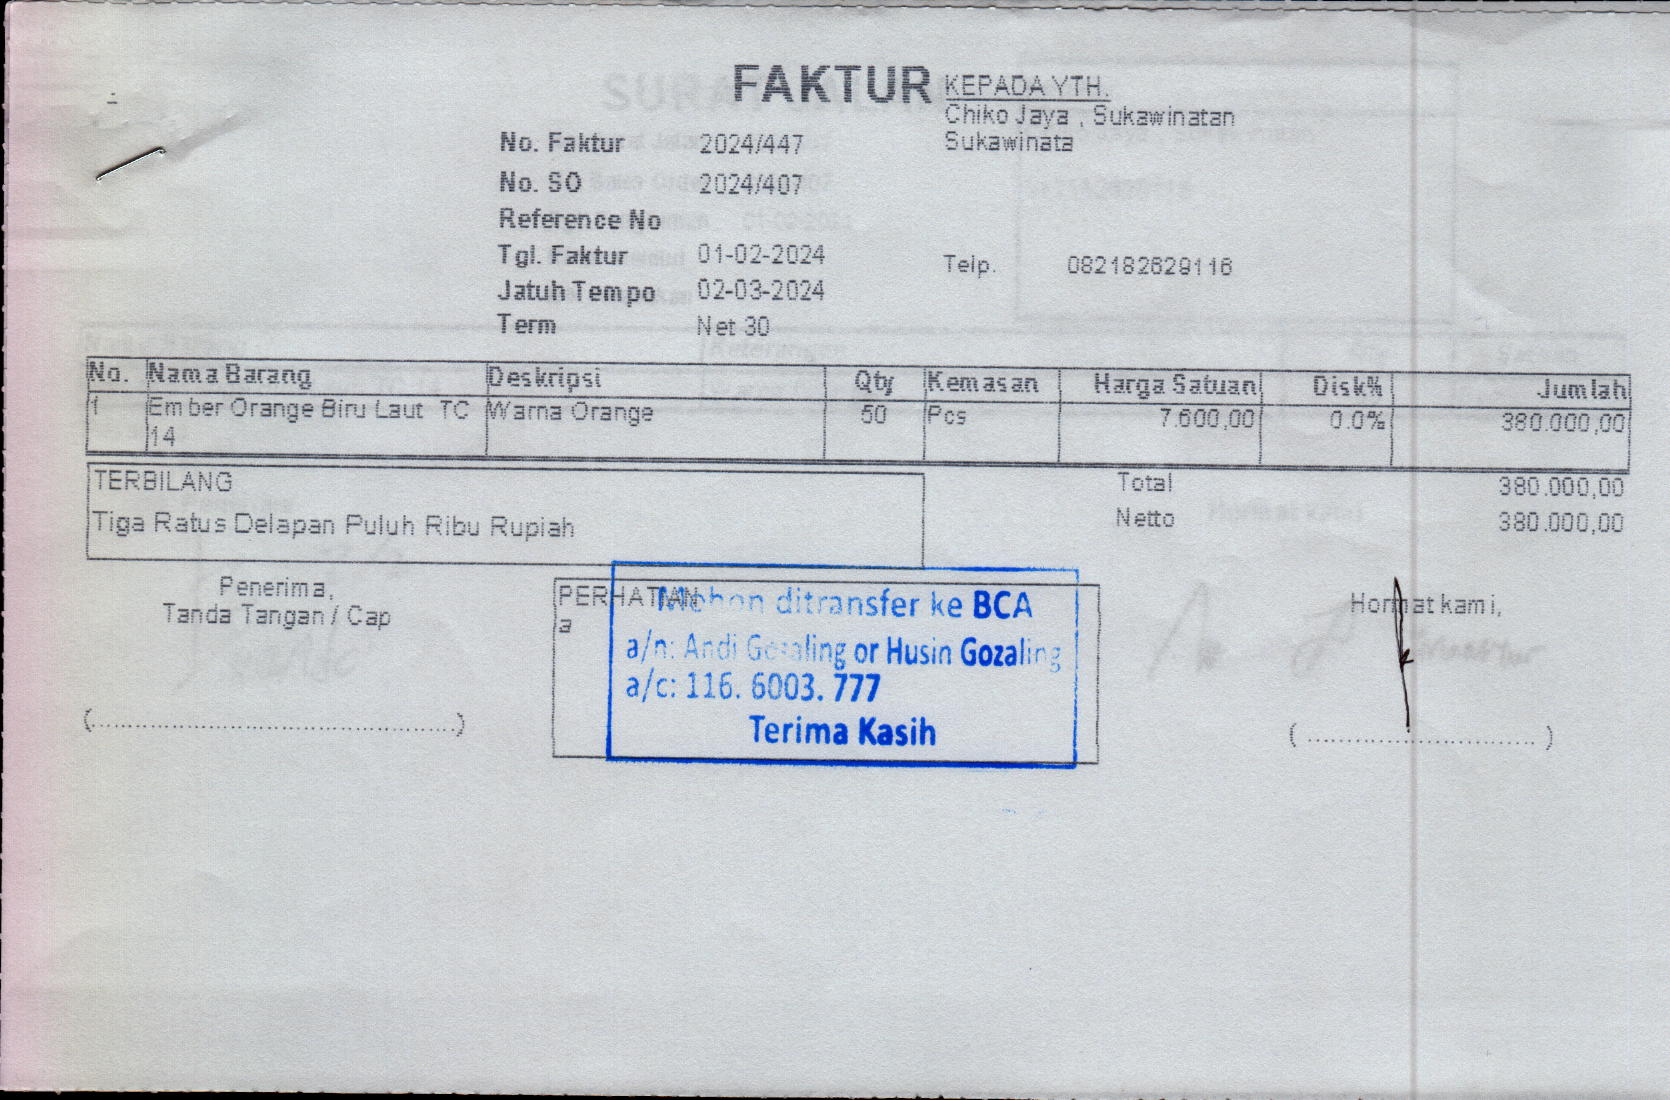 FAKTUR
KEPADA YTH.
Chiko Jaya , Sukawinatan
Sukawinata
No. Faktur 2024/447
No. SO 2024/407
Reference No
Tgl. Faktur 01-02-2024
Telp. 082182629116
Jatuh Tempo 02-03-2024
Term Net 30
No. Nama Barang Deskripsi Qty Kemasan Harga Satuan Disk% Jumlah
1 Ember Orange Biru Laut TC Warna Orange 50 Pcs 7.600,00 0.0% 380.000,00
14
TERBILANG
Total 380.000,00
Tiga Ratus Delapan Puluh Ribu Rupiah
Netto 380.000,00
Penerima,
Tanda Tangan / Cap
PERHATIAN
a
Mohon ditransfer ke BCA
a/n: Andi Gozaling or Husin Gozaling
a/c: 116. 6003. 777
Terima Kasih
Hormat kami,
(..................................................)
( ................................ )